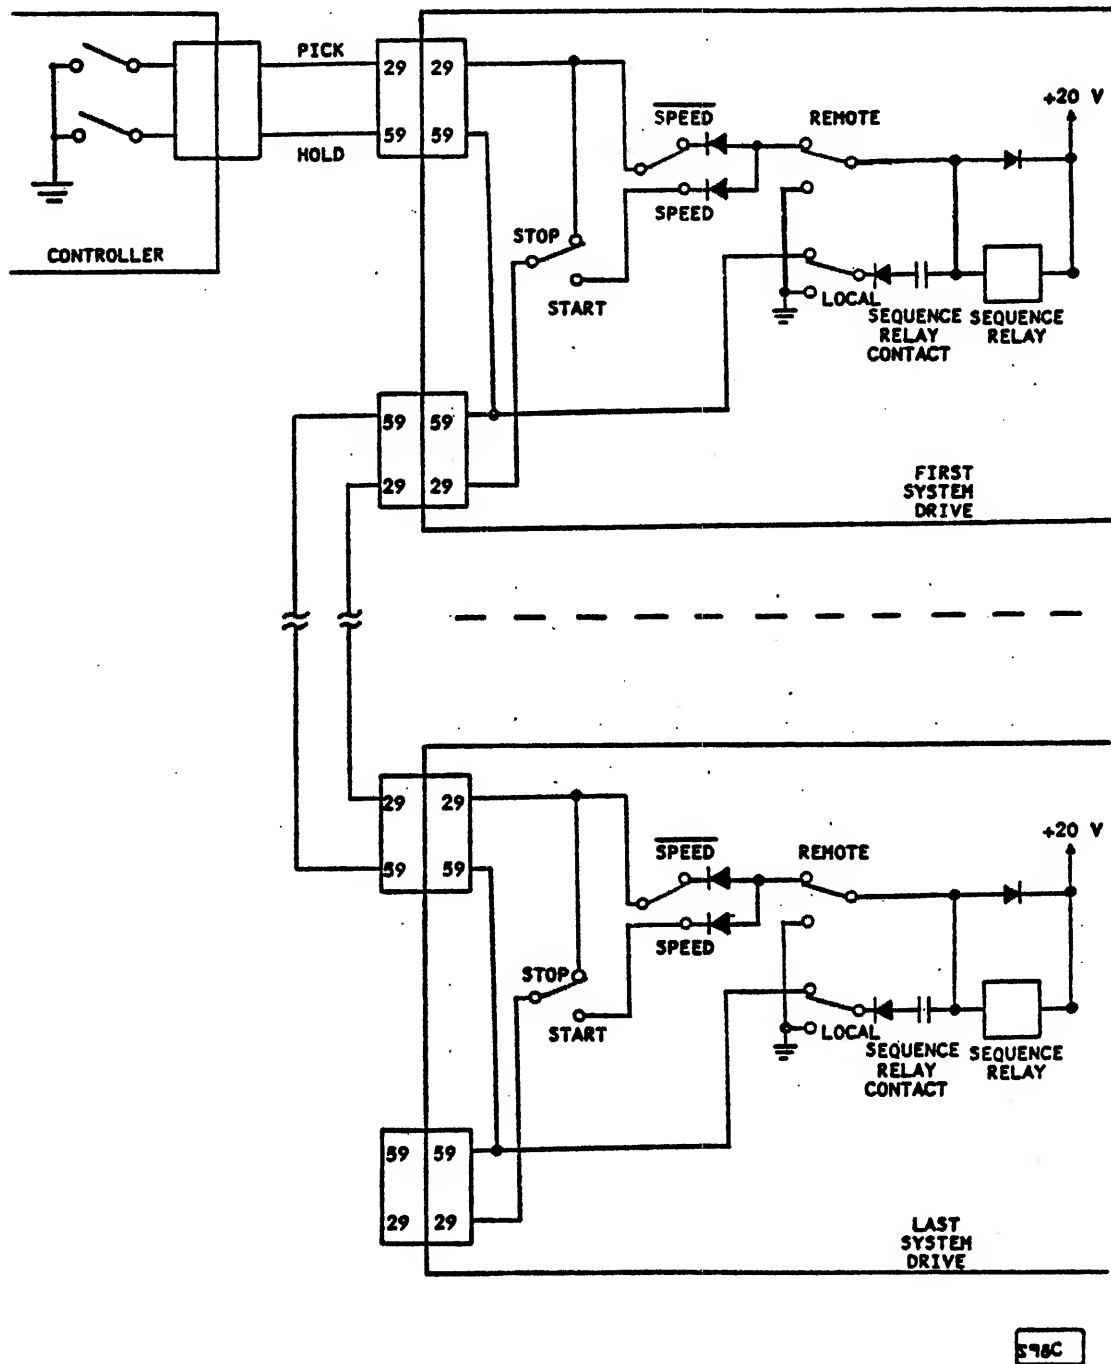 PICK
HOLD
CONTROLLER
29 29
59 59
SPEED
SPEED
REMOTE
+20 V
STOP
START
LOCAL
SEQUENCE
RELAY
CONTACT
SEQUENCE
RELAY
59 59
29 29
FIRST
SYSTEM
DRIVE
29 29
59 59
SPEED
SPEED
REMOTE
+20 V
STOP
START
LOCAL
SEQUENCE
RELAY
CONTACT
SEQUENCE
RELAY
59 59
29 29
LAST
SYSTEM
DRIVE